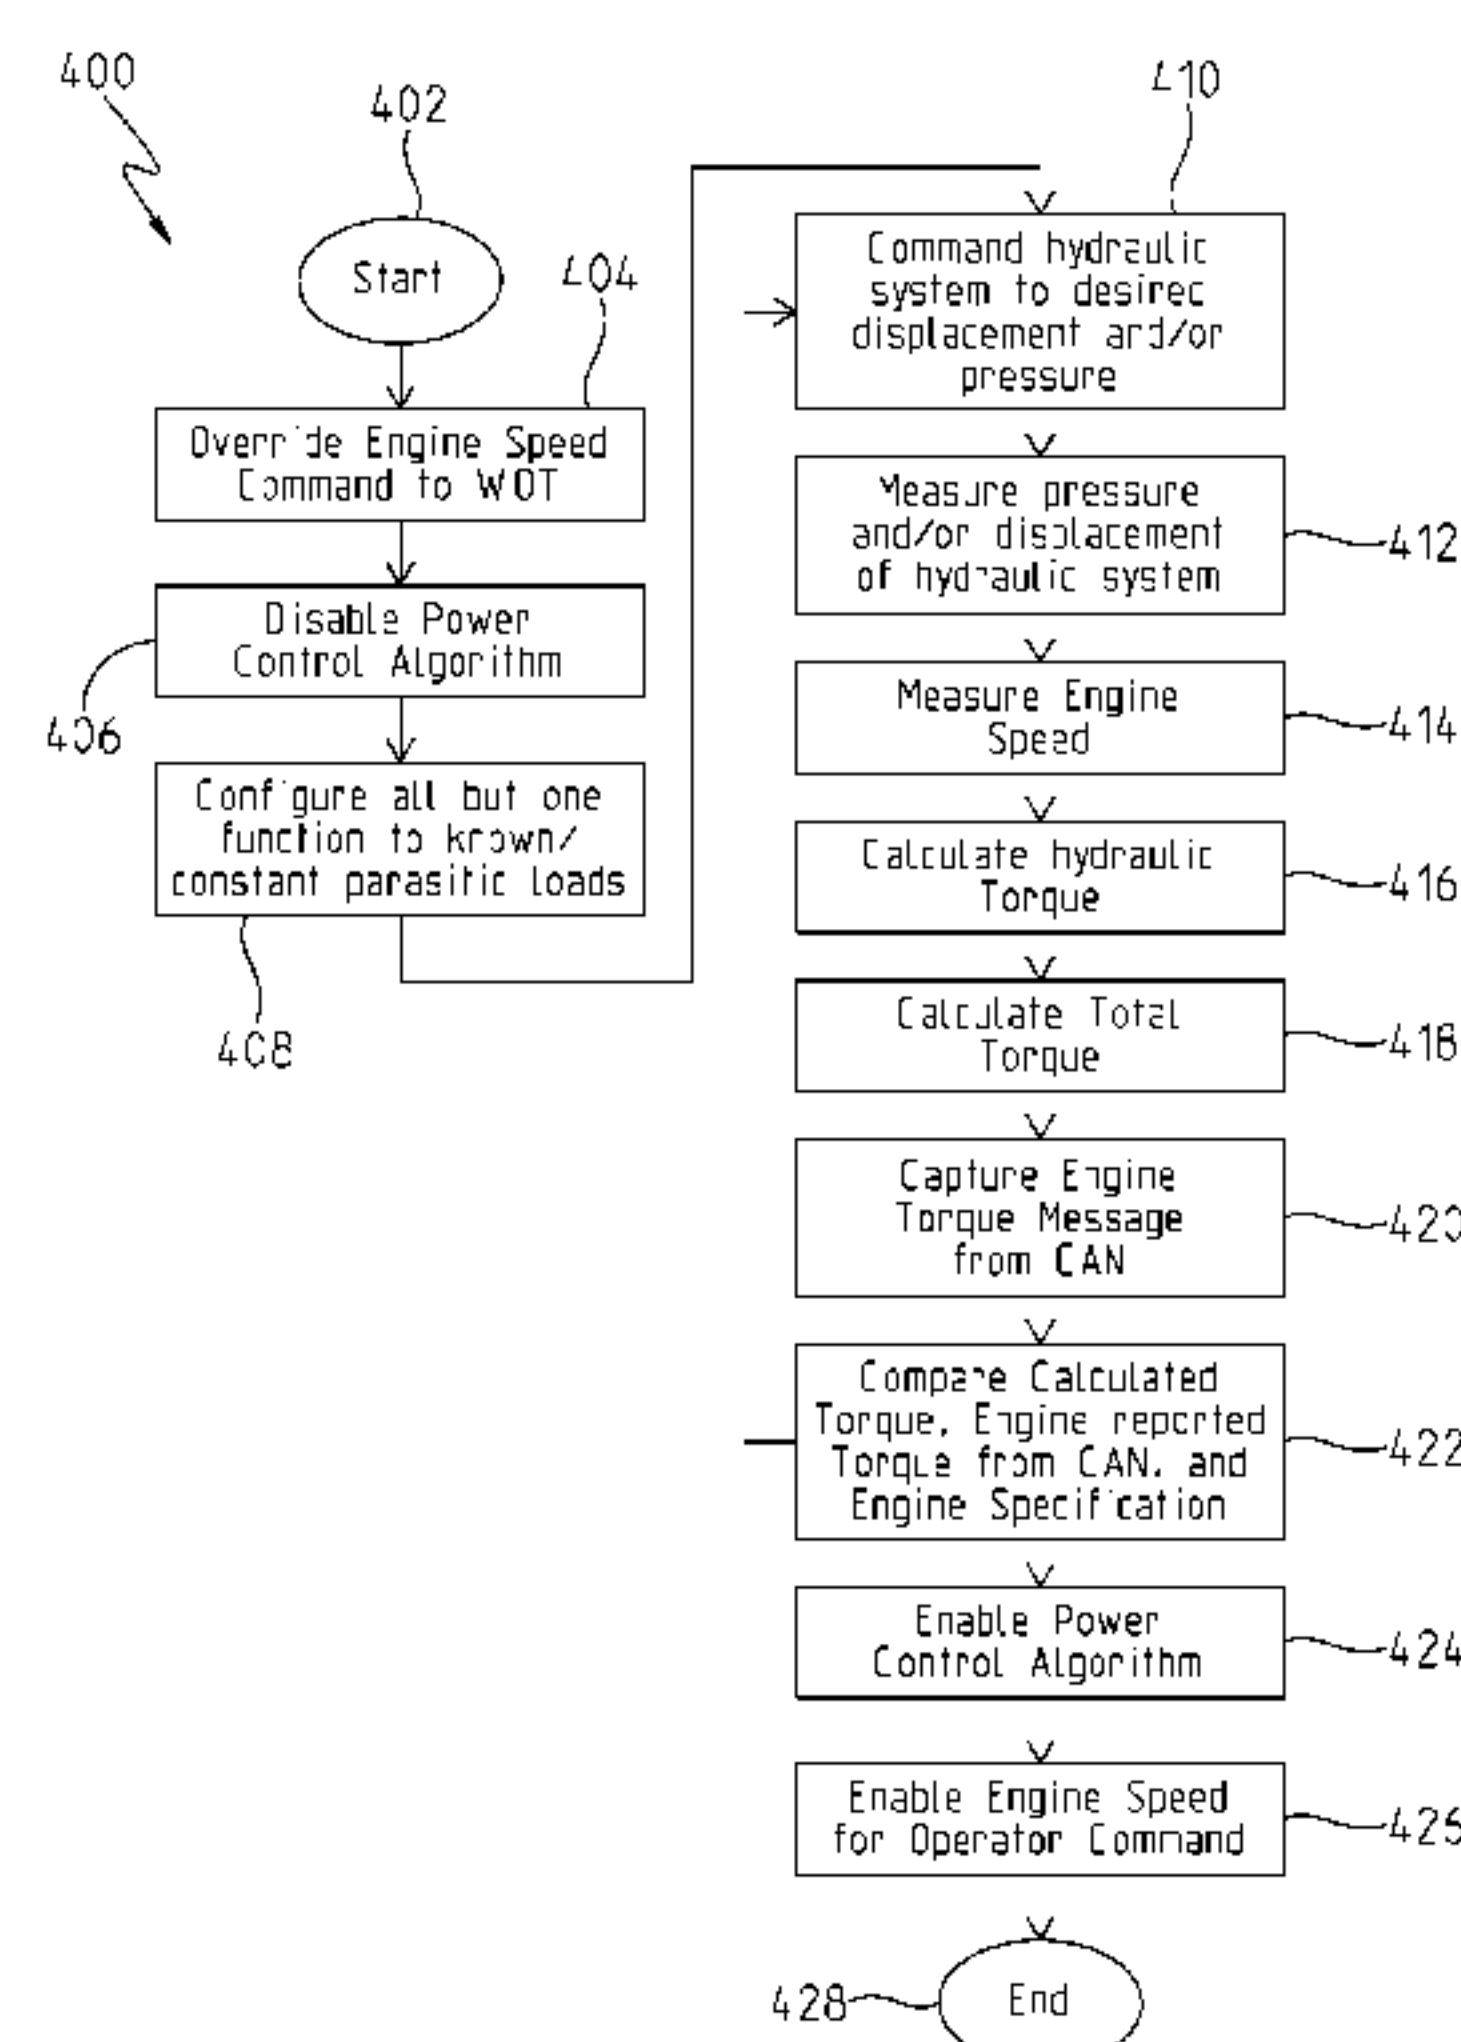 400
402
Start
404
Override Engine Speed
Command to WOT
Disable Power
Control Algorithm
406
Configure all but one
function to known/
constant parasitic loads
408
410
Command hydraulic
system to desired
displacement and/or
pressure
Measure pressure
and/or displacement
of hydraulic system
412
Measure Engine
Speed
414
Calculate hydraulic
Torque
416
Calculate Total
Torque
418
Capture Engine
Torque Message
from CAN
420
Compare Calculated
Torque, Engine reported
Torque from CAN, and
Engine Specification
422
Enable Power
Control Algorithm
424
Enable Engine Speed
for Operator Command
426
428
End